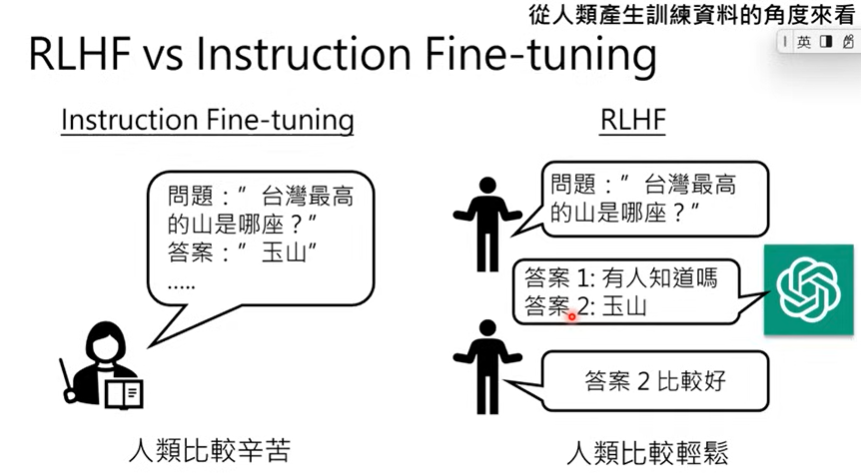 從人類產生訓練資料的角度來看
英
RLHF vs Instruction Fine-tuning
Instruction Fine-tuning
問題：”台灣最高
的山是哪座？”
答案：”玉山”
.....
人類比較辛苦
RLHF
問題：”台灣最高
的山是哪座？”
答案 1: 有人知道嗎
答案 2: 玉山
答案 2 比較好
人類比較輕鬆